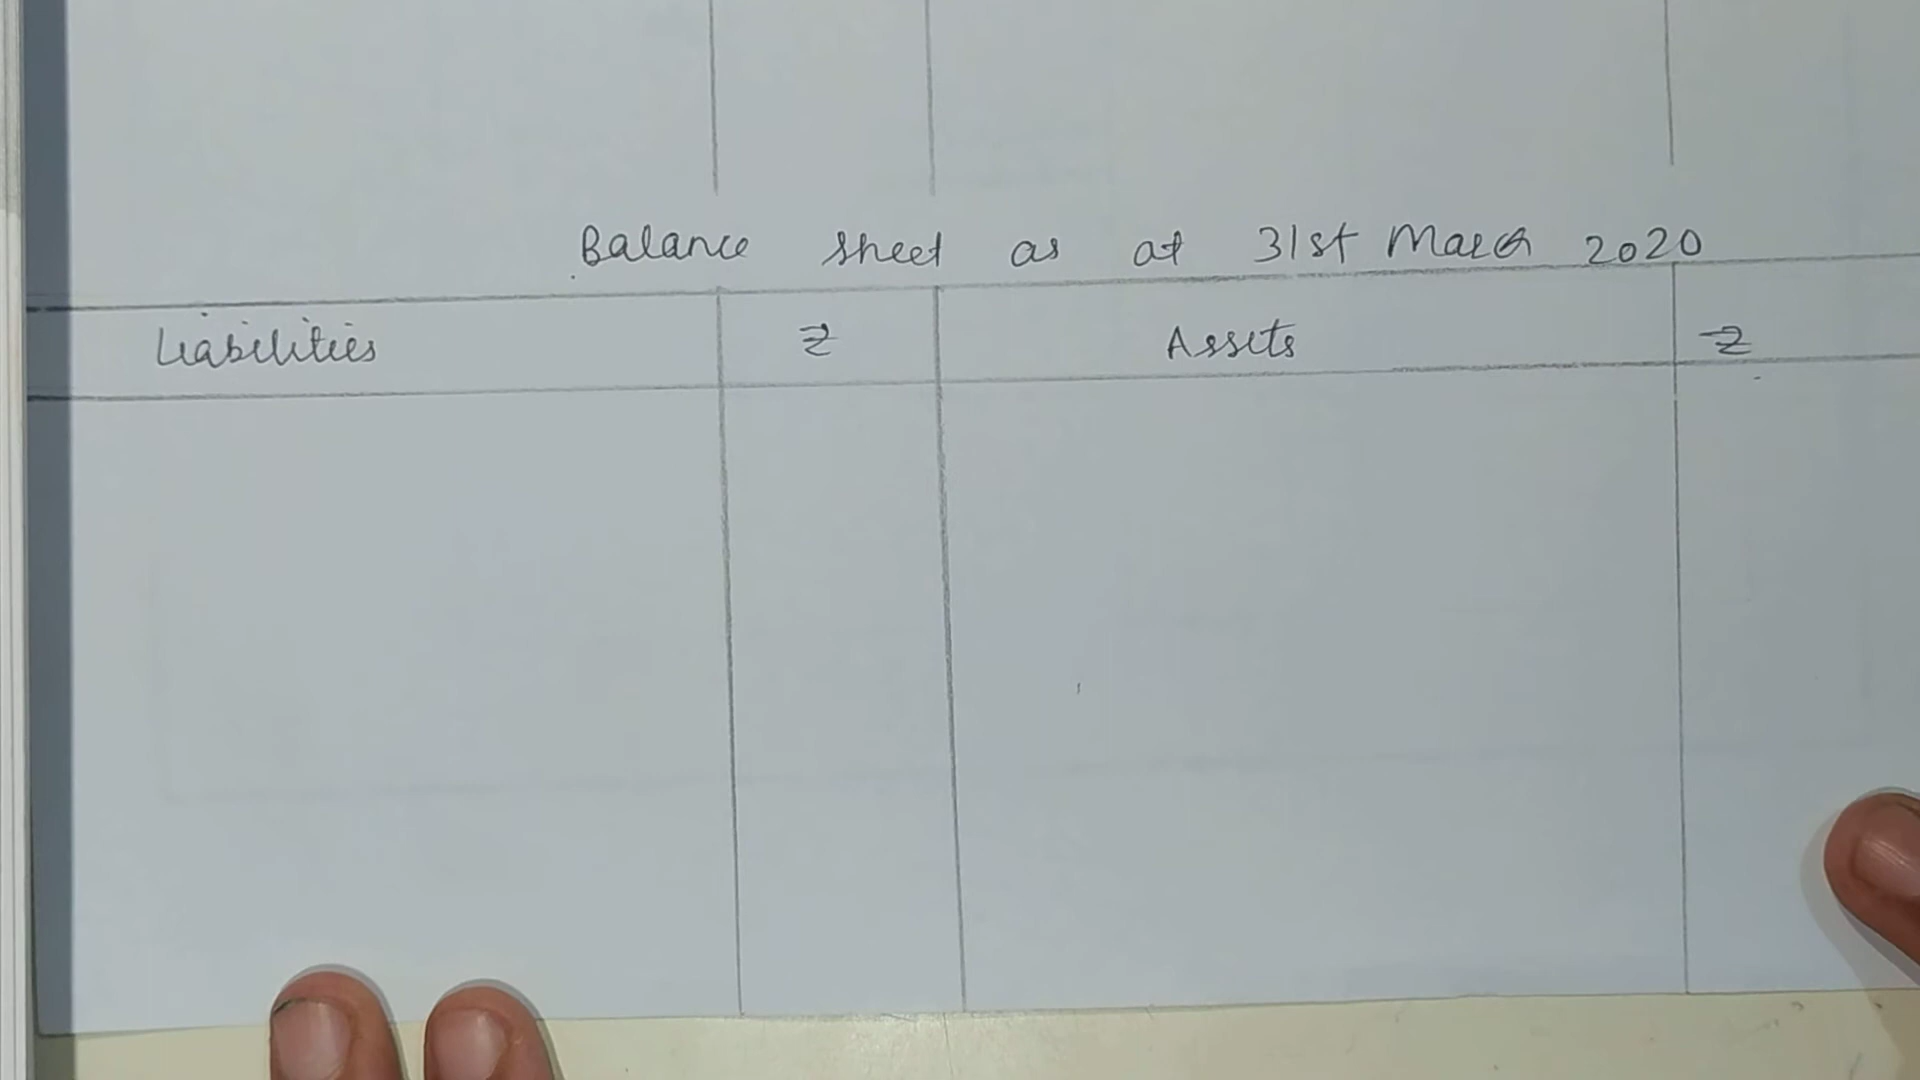 Balance sheet as at 31st March 2020
Liabilities ₹ Assets ₹